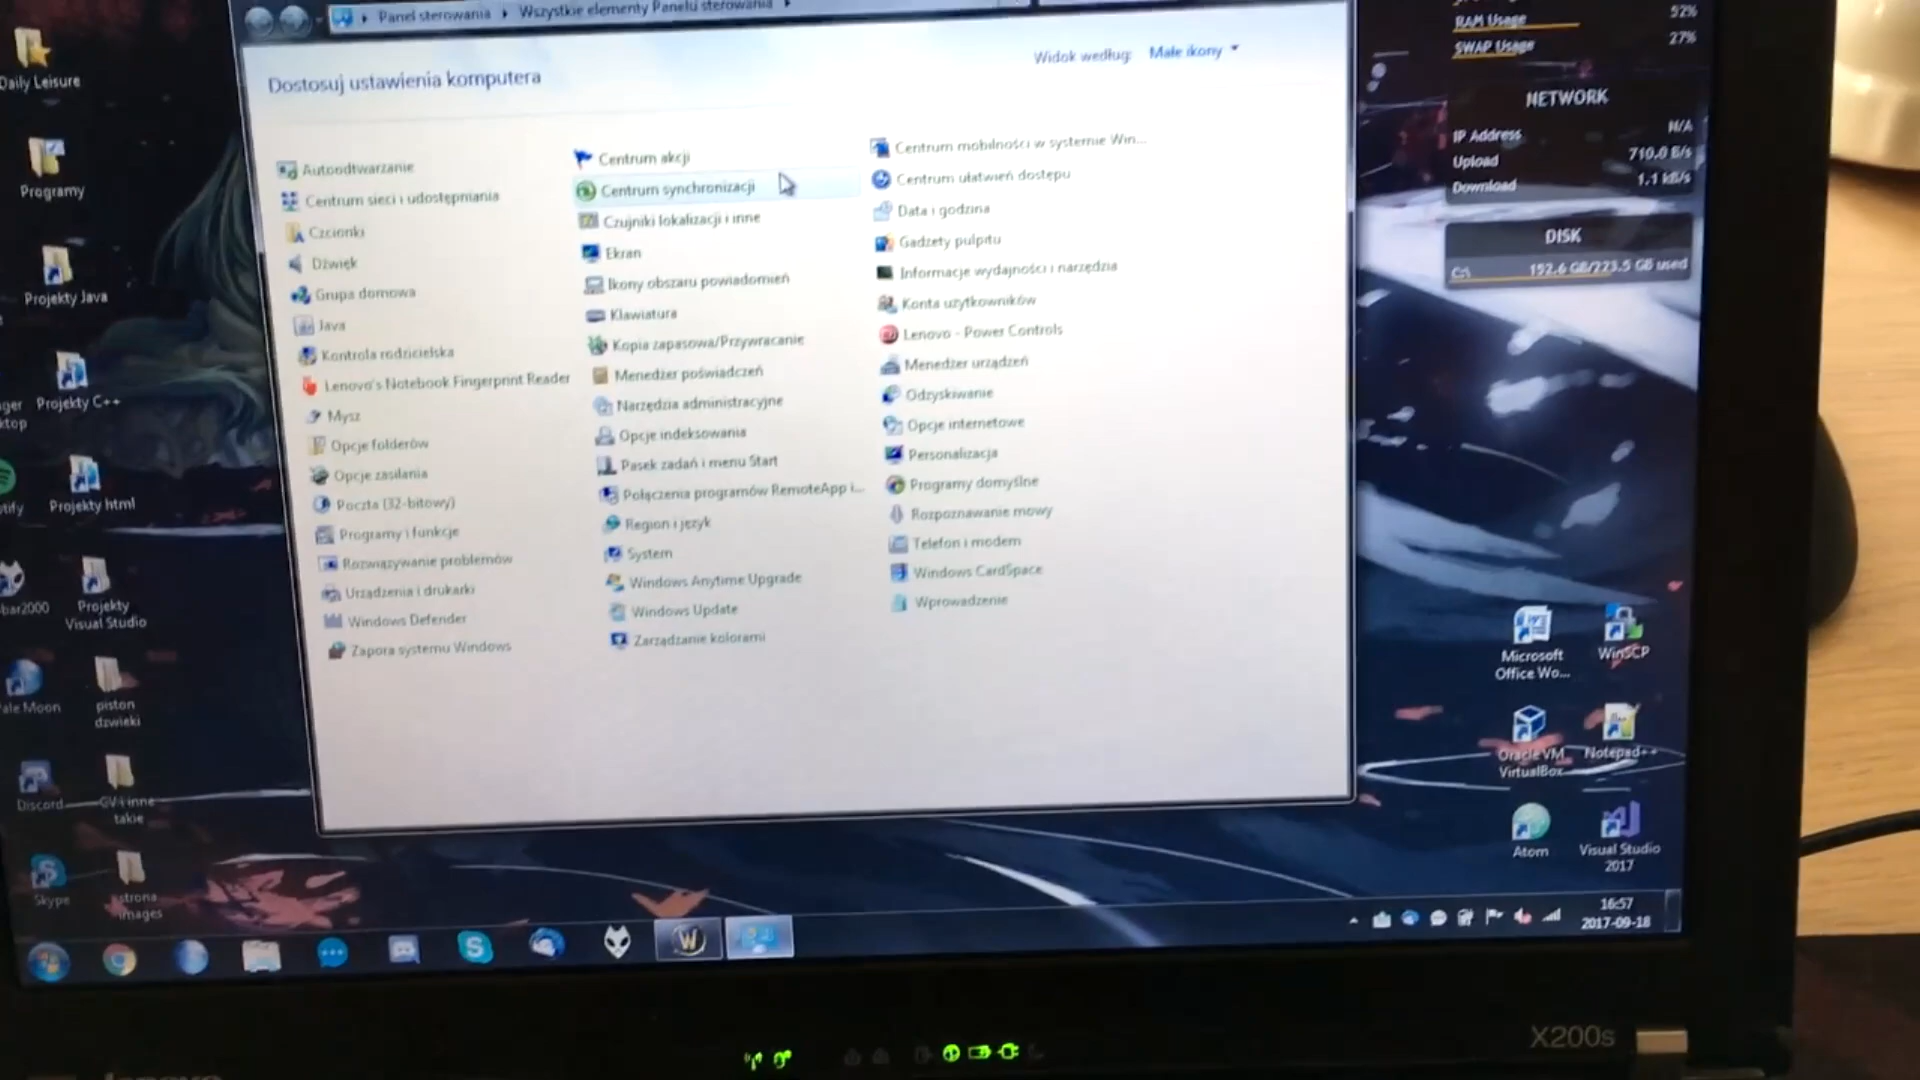 Panel sterowania
Wszystkie elementy Panelu sterowania
Dostosuj ustawienia komputera
Widok według:
Małe ikony
Autoodtwarzanie
Centrum sieci i udostępniania
Czcionki
Dźwięk
Grupa domowa
Java
Kontrola rodzicielska
Lenovo's Notebook Fingerprint Reader
Mysz
Opcje folderów
Opcje zasilania
Poczta (32-bitowy)
Programy i funkcje
Rozwiązywanie problemów
Urządzenia i drukarki
Windows Defender
Zapora systemu Windows
Centrum akcji
Centrum synchronizacji
Czujniki lokalizacji i inne
Ekran
Ikony obszaru powiadomień
Klawiatura
Kopia zapasowa/Przywracanie
Menedżer poświadczeń
Narzędzia administracyjne
Opcje indeksowania
Pasek zadań i menu Start
Połączenia programów RemoteApp i...
Region i język
System
Windows Anytime Upgrade
Windows Update
Zarządzanie kolorami
Centrum mobilności w systemie Win...
Centrum ułatwień dostępu
Data i godzina
Gadżety pulpitu
Informacje wydajności i narzędzia
Konta użytkowników
Lenovo - Power Controls
Menedżer urządzeń
Odzyskiwanie
Opcje internetowe
Personalizacja
Programy domyślne
Rozpoznawanie mowy
Telefon i modem
Windows CardSpace
Wprowadzenie
Daily Leisure
Programy
Projekty Java
Projekty C++
Projekty html
Projekty
Visual Studio
piston
dzwieki
Discord
CV i inne
takie
Skype
strona
images
RAM Usage
52%
SWAP Usage
27%
NETWORK
IP Address
N/A
Upload
710.0 B/s
Download
1.1 kB/s
DISK
C:\
152.6 GB/223.5 GB used
Microsoft
Office Wo...
WinSCP
Oracle VM
VirtualBox
Notepad++
Atom
Visual Studio
2017
16:57
2017-09-18
X200s